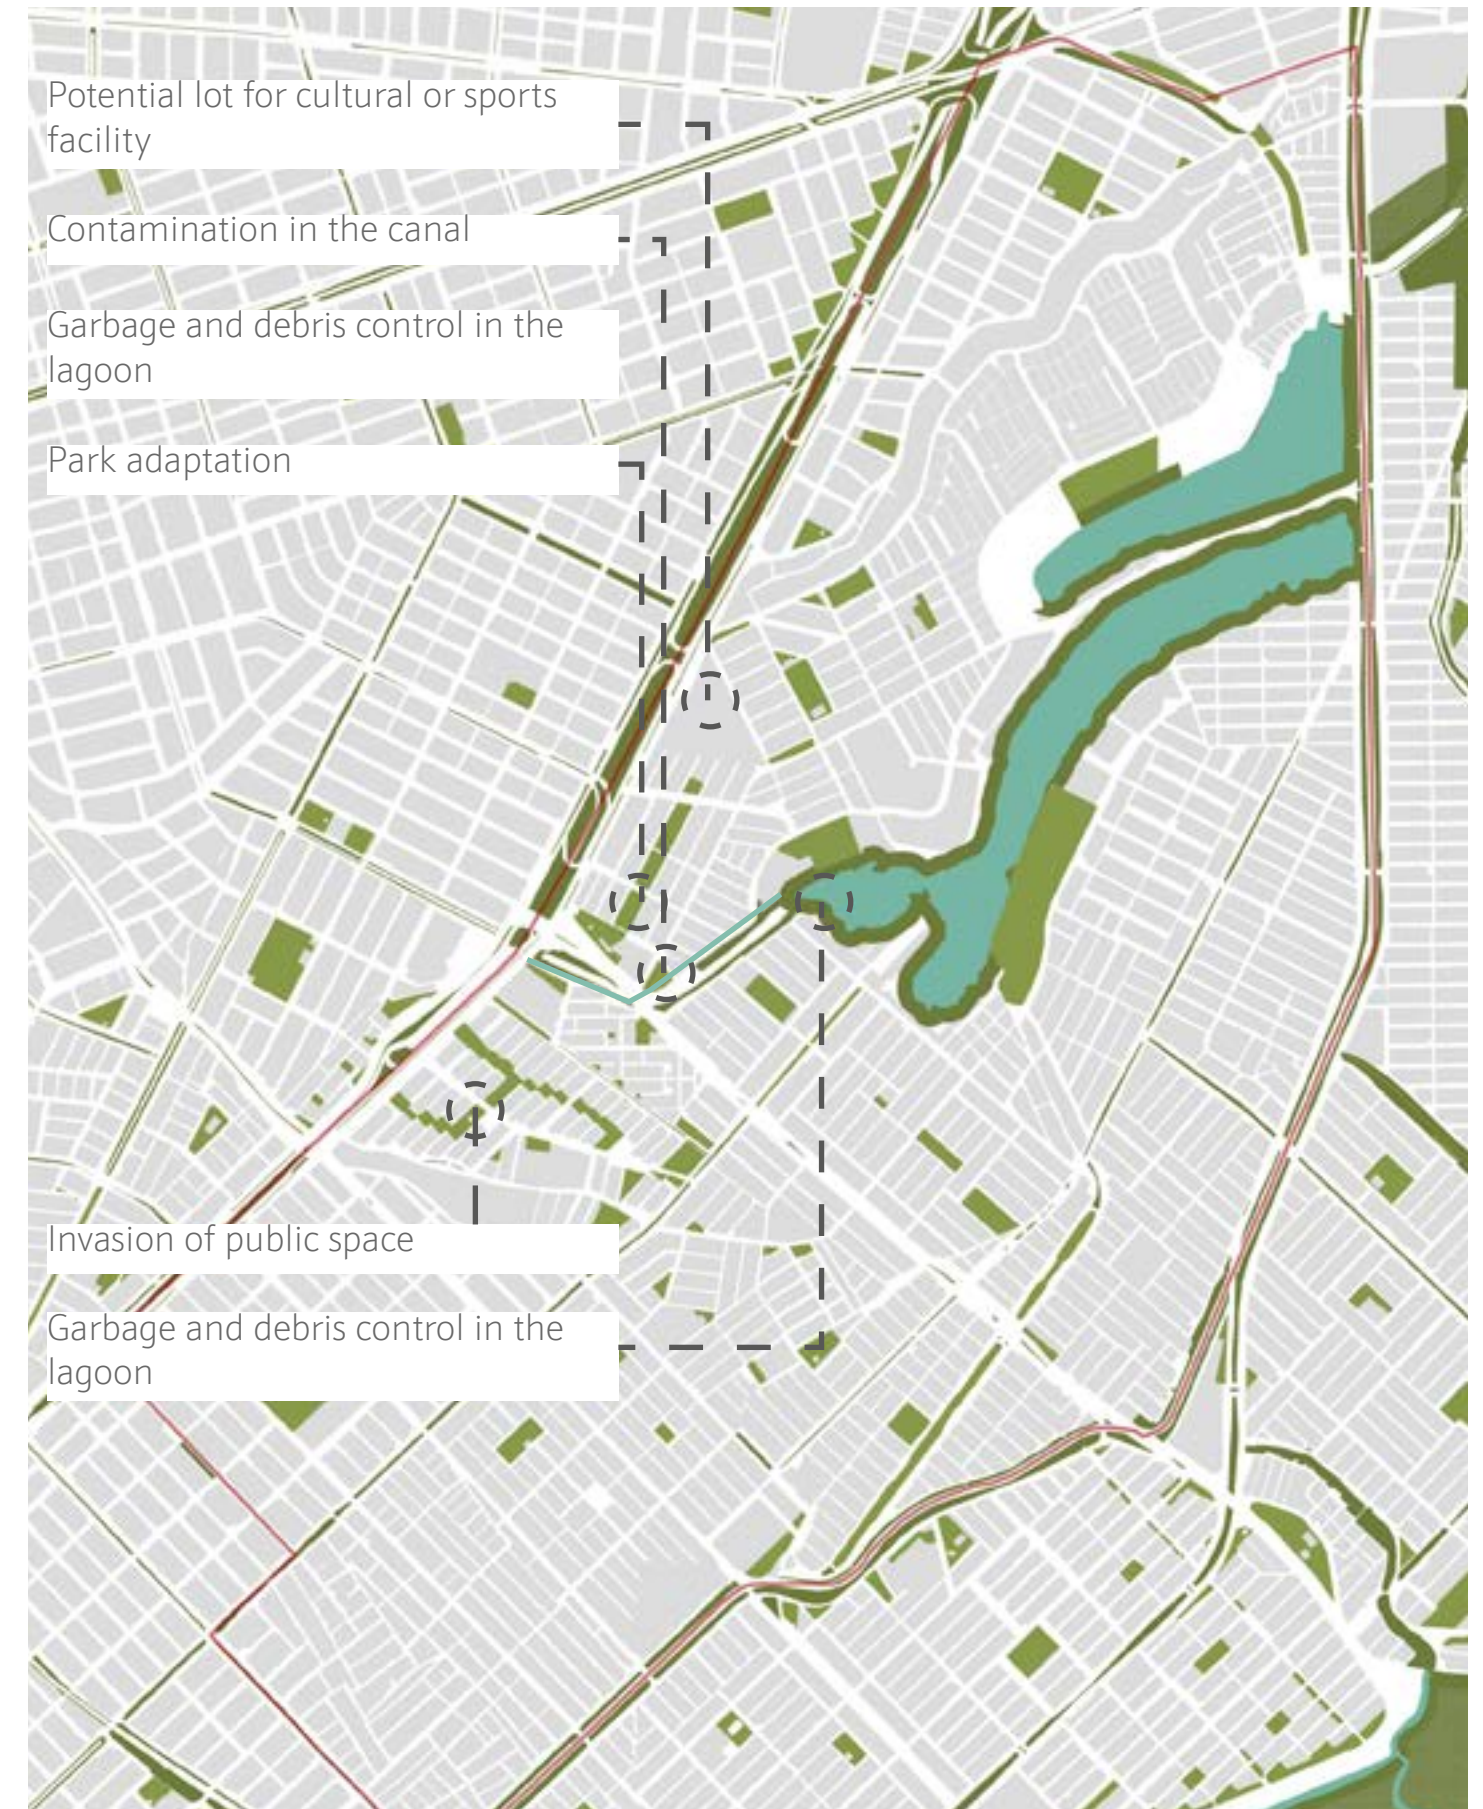 Potential lot for cultural or sports
facility
Contamination in the canal
Garbage and debris control in the
lagoon
Park adaptation
Invasion of public space
Garbage and debris control in the
lagoon